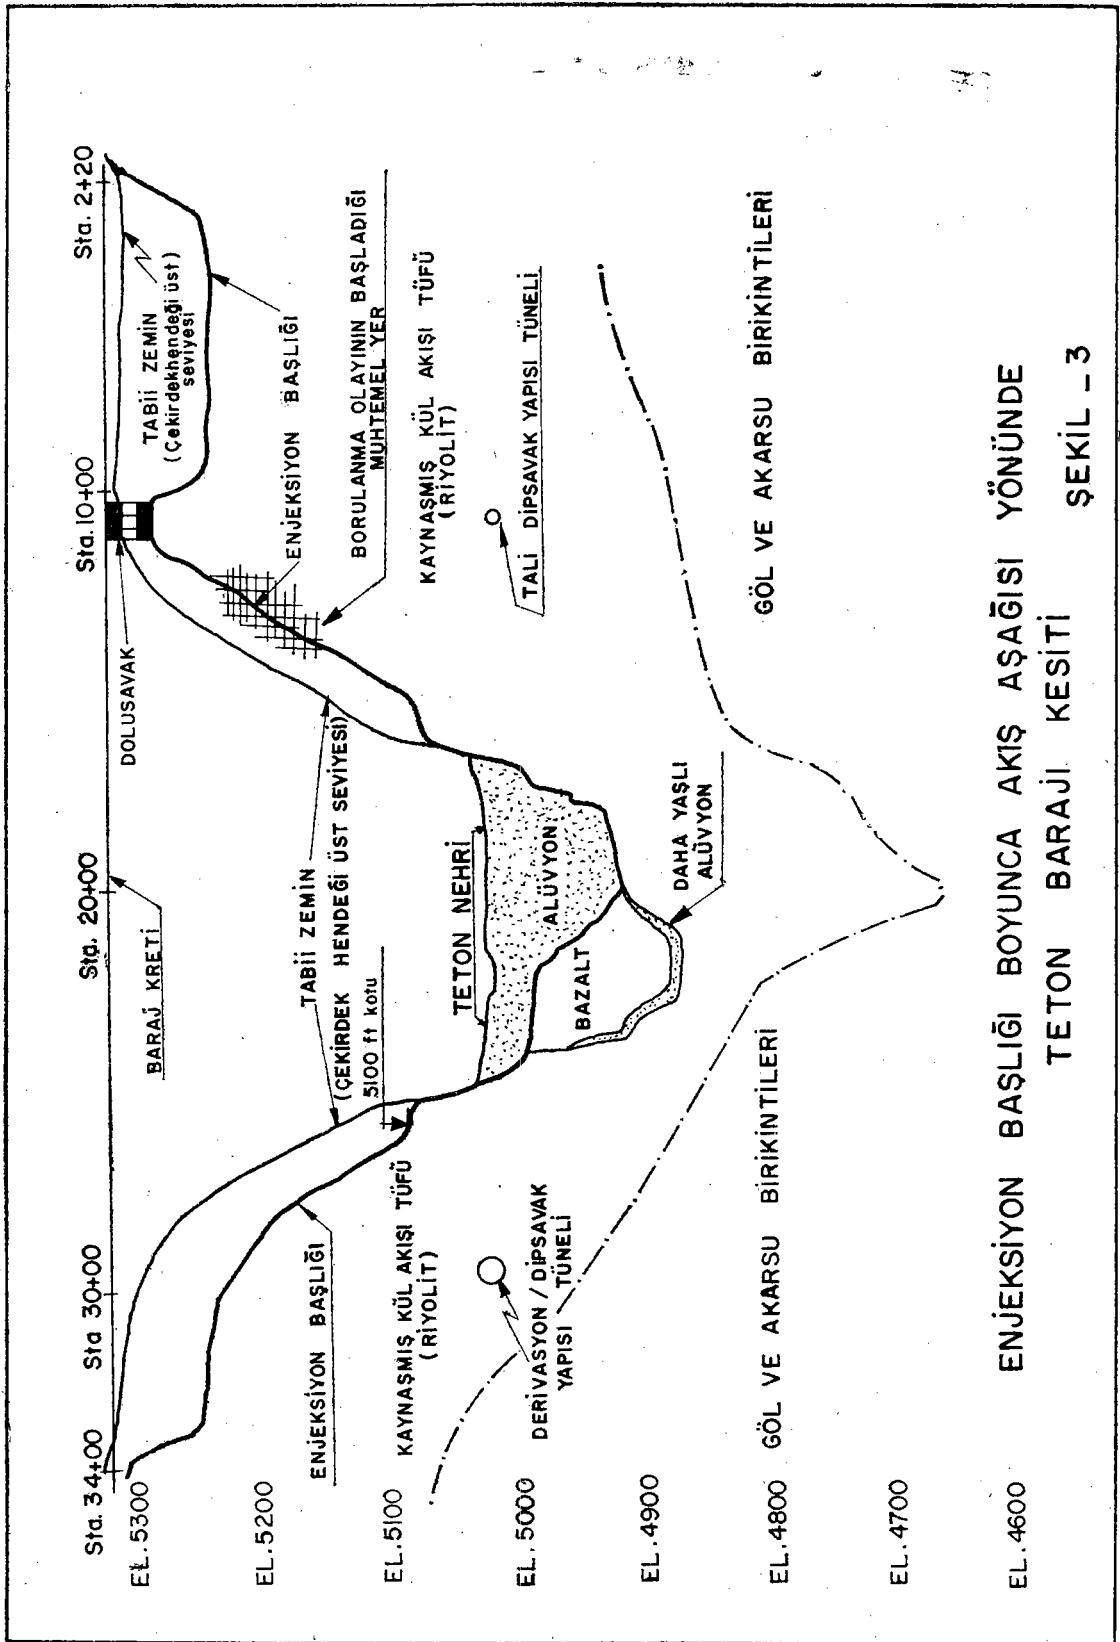 Sta. 34+00
Sta 30+00
Sta. 20+00
Sta. 10+00
Sta. 2+20
EL. 5300
EL. 5200
EL. 5100
EL. 5000
EL. 4900
EL. 4800
EL. 4700
EL. 4600
BARAJ KRETİ
DOLUSAVAK
TABİİ ZEMİN
(Çekirdekhendeği üst)
seviyesi
ENJEKSİYON BAŞLIĞI
BORULANMA OLAYININ BAŞLADIĞI
MUHTEMEL YER
KAYNAŞMIŞ KÜL AKIŞI TÜFÜ
(RİYOLİT)
TALİ DİPSAVAK YAPISI TÜNELİ
TABİİ ZEMİN
(ÇEKİRDEK HENDEĞİ ÜST SEVİYESİ)
5100 ft kotu
TETON NEHRİ
ALÜVYON
BAZALT
DAHA YAŞLI
ALÜVYON
ENJEKSİYON BAŞLIĞI
KAYNAŞMIŞ KÜL AKIŞI TÜFÜ
(RİYOLİT)
DERİVASYON / DİPSAVAK
YAPISI TÜNELİ
GÖL VE AKARSU BİRİKİNTİLERİ
GÖL VE AKARSU BİRİKİNTİLERİ
ENJEKSİYON BAŞLIĞI BOYUNCA AKIŞ AŞAĞISI YÖNÜNDE
TETON BARAJI KESİTİ
ŞEKİL _ 3